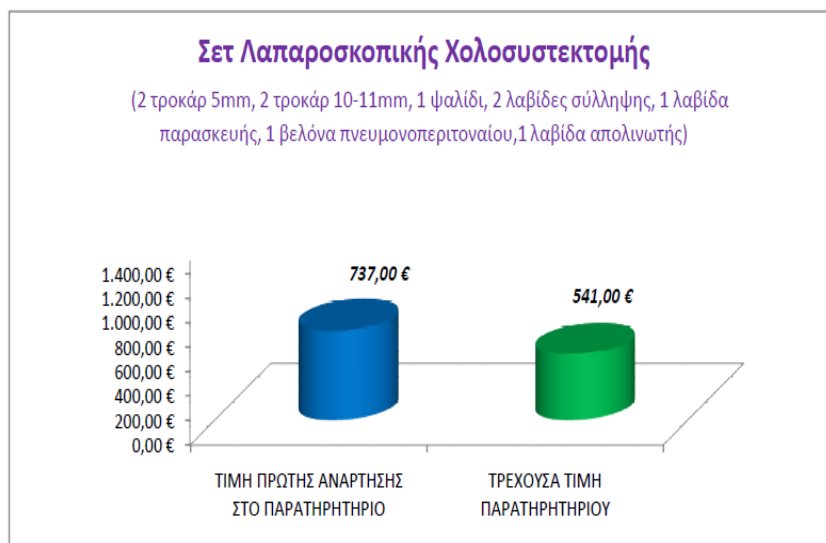 Σετ Λαπαροσκοπικής Χολοσυστεκτομής
(2 τροκάρ 5mm, 2 τροκάρ 10-11mm, 1 ψαλίδι, 2 λαβίδες σύλληψης, 1 λαβίδα
παρασκευής, 1 βελόνα πνευμονοπεριτοναίου,1 λαβίδα απολινωτής)
737,00 €
541,00 €
1.400,00 €
1.200,00 €
1.000,00 €
800,00 €
600,00 €
400,00 €
200,00 €
0,00 €
ΤΙΜΗ ΠΡΩΤΗΣ ΑΝΑΡΤΗΣΗΣ
ΣΤΟ ΠΑΡΑΤΗΡΗΤΗΡΙΟ
ΤΡΕΧΟΥΣΑ ΤΙΜΗ
ΠΑΡΑΤΗΡΗΤΗΡΙΟΥ